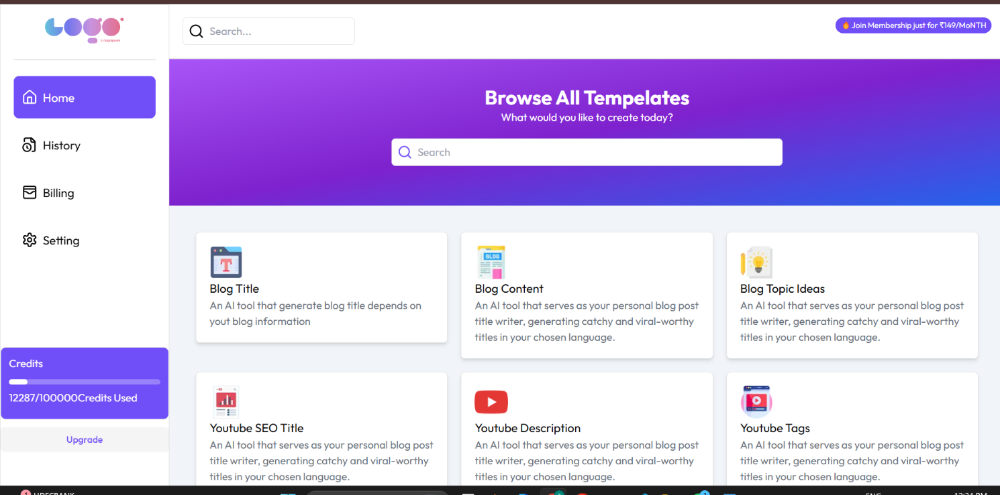 LOGO
Search...
🔥 Join Membership just for ₹149/MoNTH
Home
History
Billing
Setting
Credits
12287/100000Credits Used
Upgrade
Browse All Tempelates
What would you like to create today?
Search
Blog Title
An AI tool that generate blog title depends on
yout blog information
BLOG
Blog Content
An AI tool that serves as your personal blog post
title writer, generating catchy and viral-worthy
titles in your chosen language.
Blog Topic Ideas
An AI tool that serves as your personal blog post
title writer, generating catchy and viral-worthy
titles in your chosen language.
Youtube SEO Title
An AI tool that serves as your personal blog post
title writer, generating catchy and viral-worthy
titles in your chosen language.
Youtube Description
An AI tool that serves as your personal blog post
title writer, generating catchy and viral-worthy
titles in your chosen language.
Youtube Tags
An AI tool that serves as your personal blog post
title writer, generating catchy and viral-worthy
titles in your chosen language.